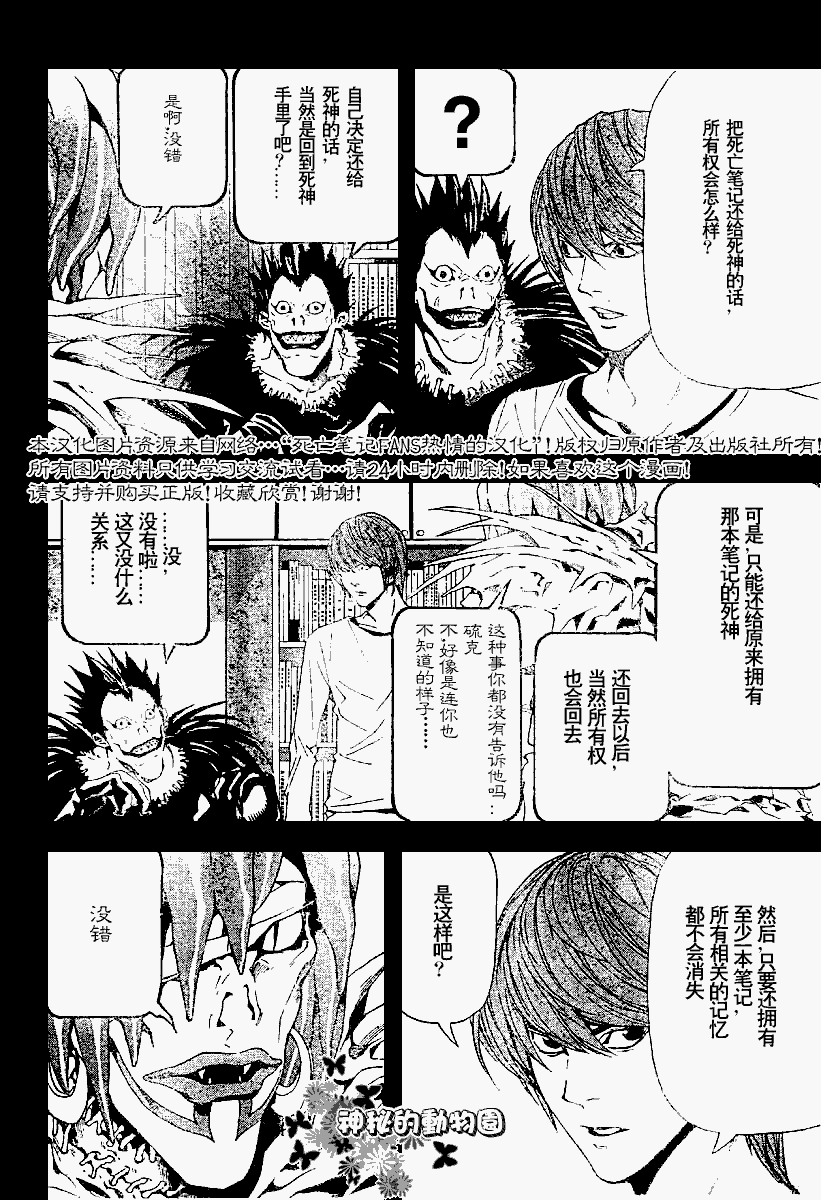 把死亡笔记还给死神的话，
所有权会怎么样？
？
自己决定还给
死神的话，
当然是回到死神
手里了吧？……
是啊，没错
本汉化图片资源来自网络…“死亡笔记FANS热情的汉化”！版权归原作者及出版社所有！
所有图片资料只供学习交流试看…请24小时内删除！如果喜欢这个漫画！
请支持并购买正版！收藏欣赏！谢谢！
可是，只能还给原来拥有
那本笔记的死神
还回去以后，
当然所有权
也会回去
这种事你都没有告诉他吗…
硫克
不，好像是连你也
不知道的样子……
……没，
没有啦……
这又没什么
关系……
然后，只要还拥有
至少一本笔记，
所有相关的记忆
都不会消失
是这样吧？
没错
神秘的動物園